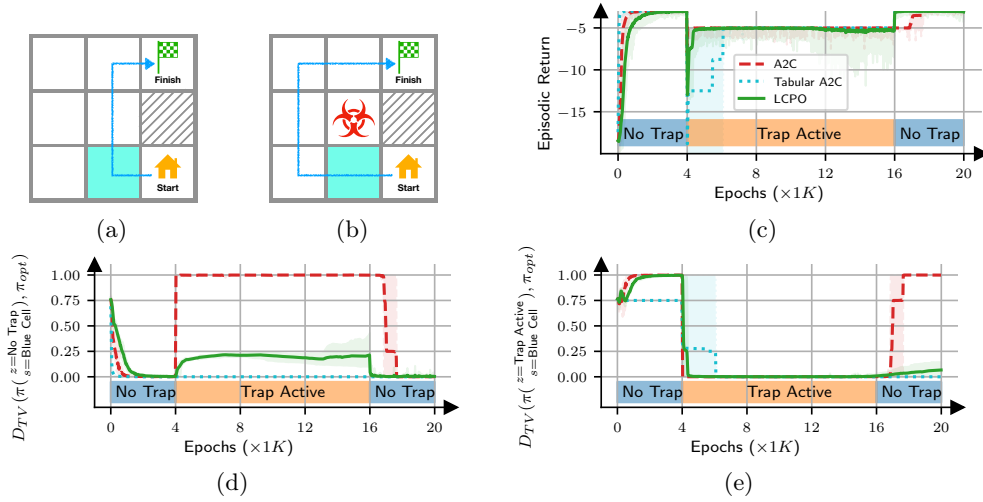 Finish
Start
(a)
Finish
Start
(b)
Episodic Return
−5
−10
−15
A2C
Tabular A2C
LCPO
No Trap
Trap Active
No Trap
0
4
8
12
16
20
Epochs (×1K)
(c)
D_TV(π(z=No Trap s=Blue Cell), π_opt)
1.00
0.75
0.50
0.25
0.00
No Trap
Trap Active
No Trap
0
4
8
12
16
20
Epochs (×1K)
(d)
D_TV(π(z=Trap Active s=Blue Cell), π_opt)
1.00
0.75
0.50
0.25
0.00
No Trap
Trap Active
No Trap
0
4
8
12
16
20
Epochs (×1K)
(e)